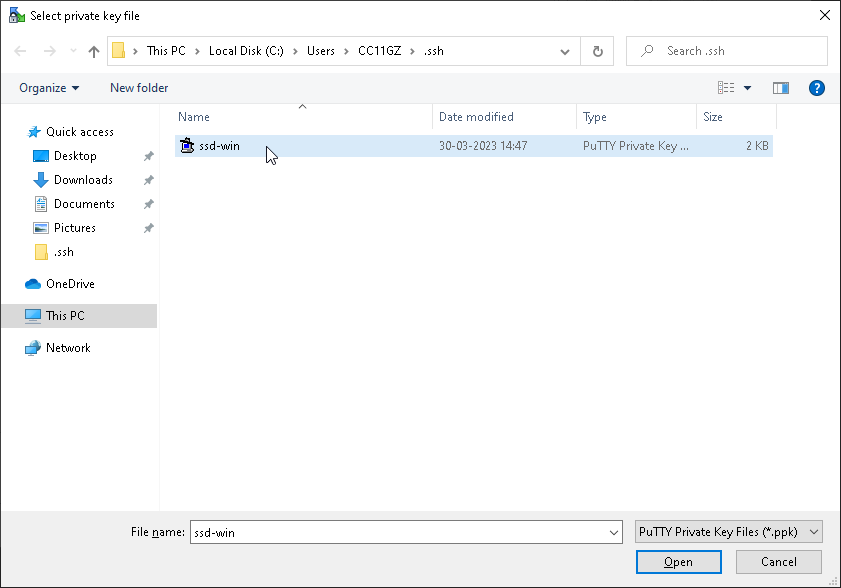 Select private key file
This PC > Local Disk (C:) > Users > CC11GZ > .ssh
Search .ssh
Organize
New folder
Quick access
Desktop
Downloads
Documents
Pictures
.ssh
OneDrive
This PC
Network
Name Date modified Type Size
ssd-win 30-03-2023 14:47 PuTTY Private Key ... 2 KB
File name: ssd-win PuTTY Private Key Files (*.ppk)
Open Cancel